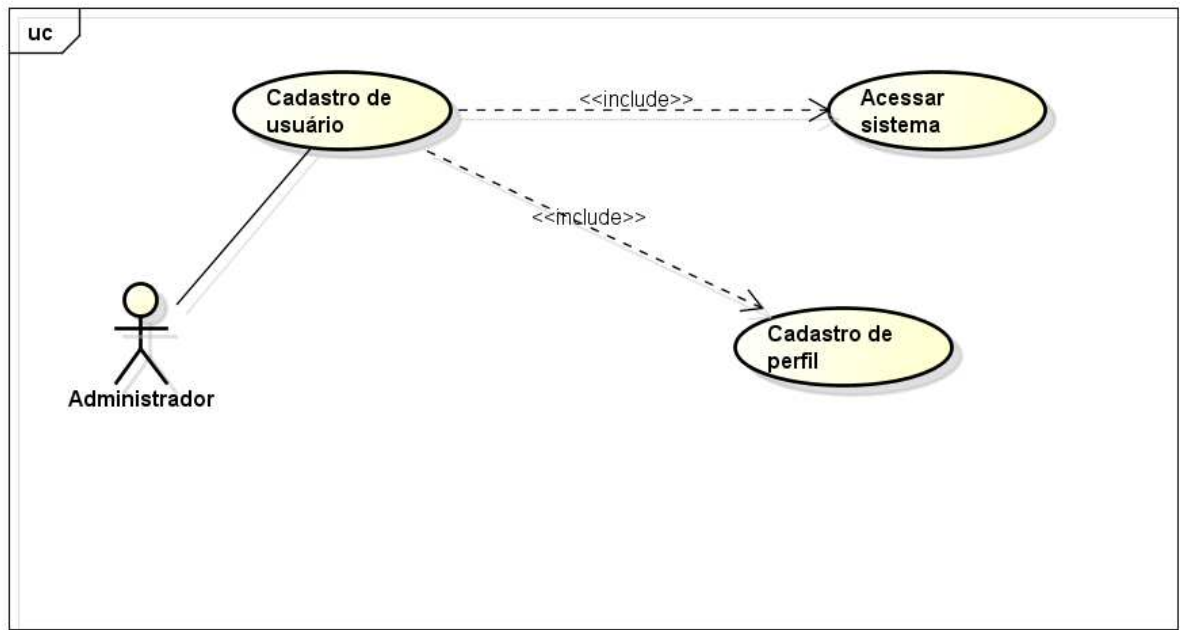 uc
Cadastro de
usuário
<<include>>
Acessar
sistema
<<include>>
Cadastro de
perfil
Administrador